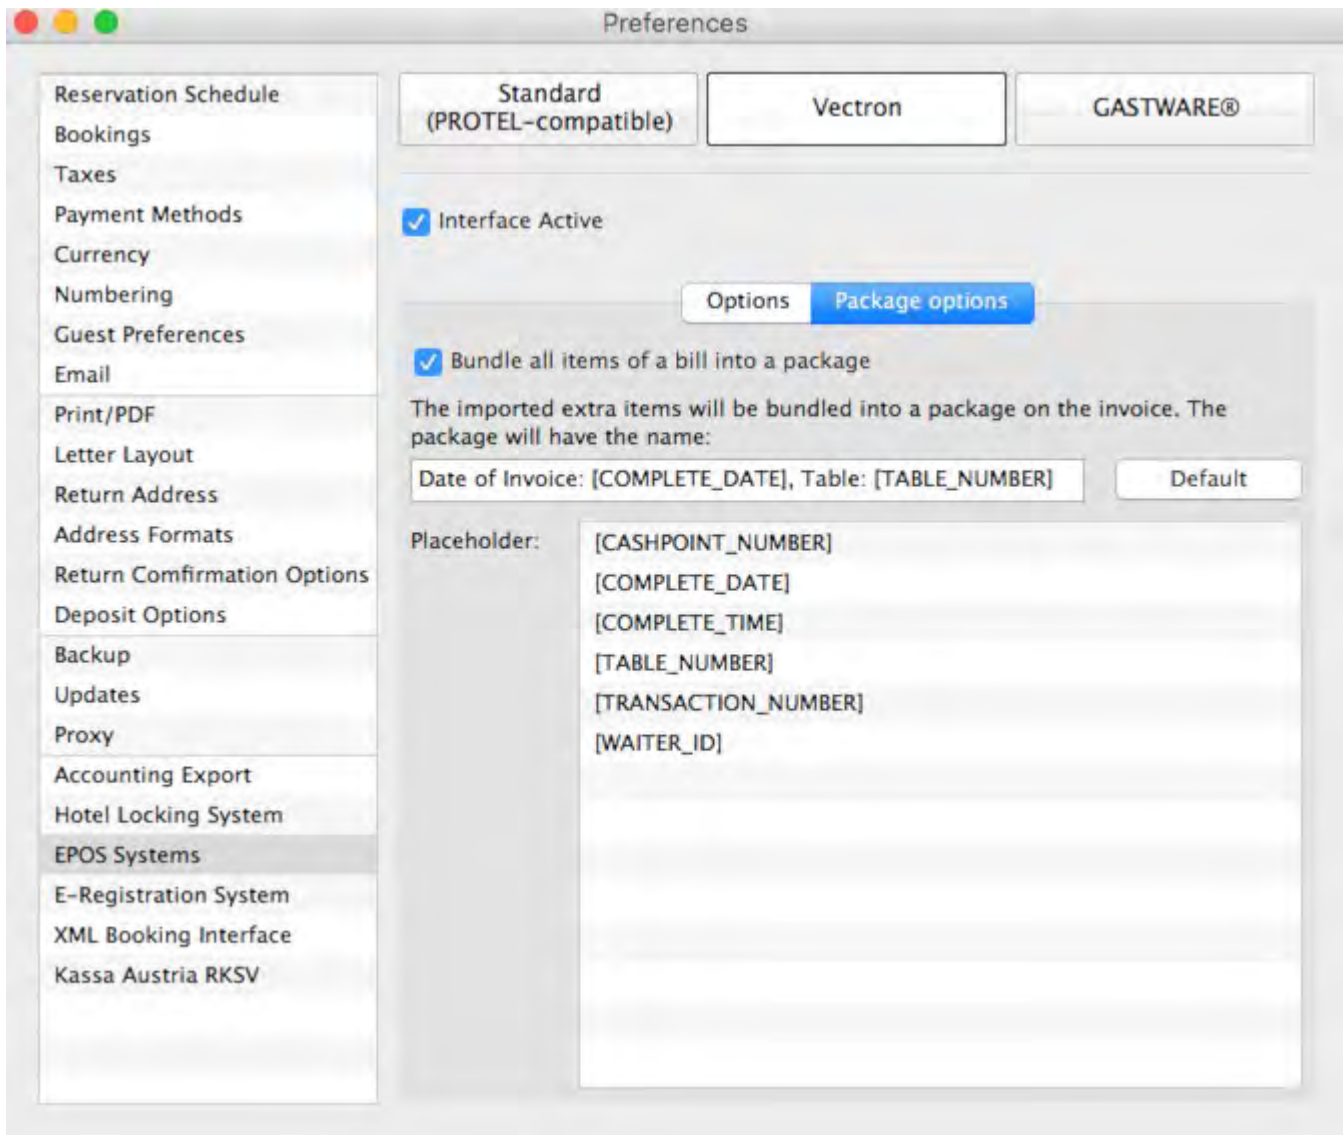 Preferences
Reservation Schedule
Bookings
Taxes
Payment Methods
Currency
Numbering
Guest Preferences
Email
Print/PDF
Letter Layout
Return Address
Address Formats
Return Comfirmation Options
Deposit Options
Backup
Updates
Proxy
Accounting Export
Hotel Locking System
EPOS Systems
E-Registration System
XML Booking Interface
Kassa Austria RKSV
Standard
(PROTEL-compatible)
Vectron
GASTWARE®
Interface Active
Options
Package options
Bundle all items of a bill into a package
The imported extra items will be bundled into a package on the invoice. The
package will have the name:
Date of Invoice: [COMPLETE_DATE], Table: [TABLE_NUMBER]
Default
Placeholder:
[CASHPOINT_NUMBER]
[COMPLETE_DATE]
[COMPLETE_TIME]
[TABLE_NUMBER]
[TRANSACTION_NUMBER]
[WAITER_ID]